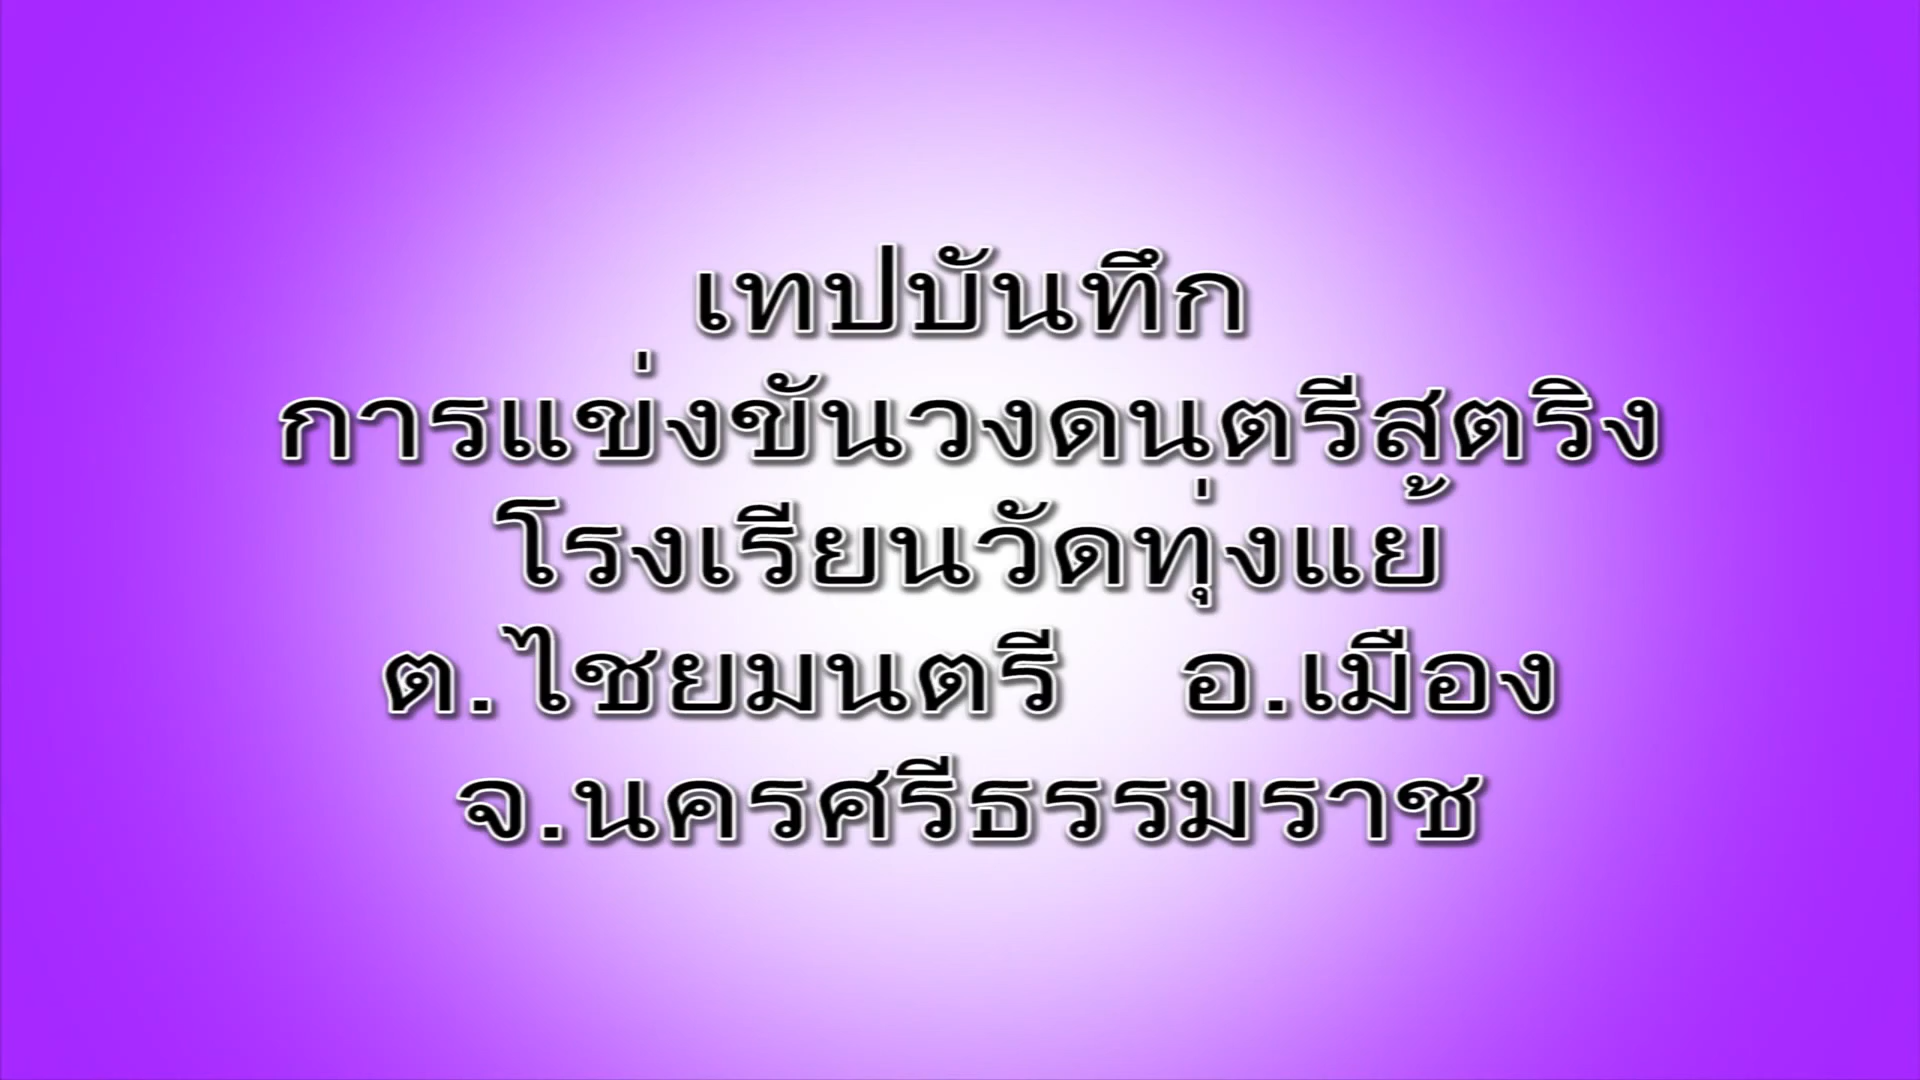 เทปบันทึก
การแข่งขันวงดนตรีสตริง
โรงเรียนวัดทุ่งแย้
ต.ไชยมนตรี อ.เมือง
จ.นครศรีธรรมราช